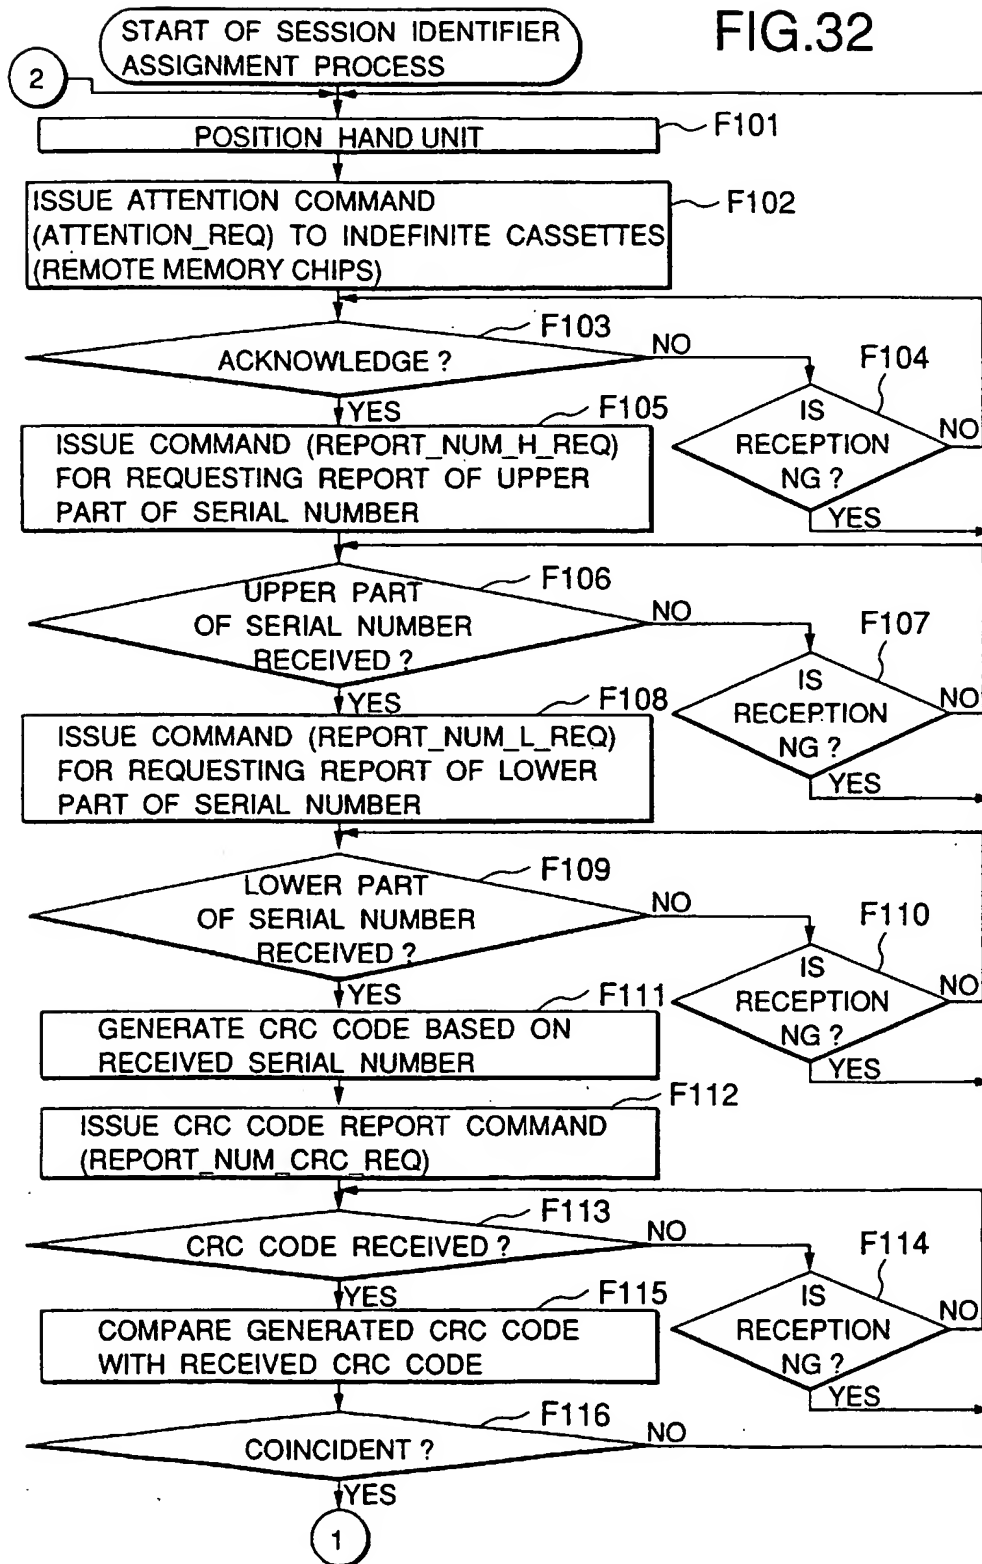 FIG.32
START OF SESSION IDENTIFIER
ASSIGNMENT PROCESS
2
POSITION HAND UNIT
F101
ISSUE ATTENTION COMMAND
(ATTENTION_REQ) TO INDEFINITE CASSETTES
(REMOTE MEMORY CHIPS)
F102
ACKNOWLEDGE ?
F103
NO
YES
IS
RECEPTION
NG ?
F104
NO
YES
ISSUE COMMAND (REPORT_NUM_H_REQ)
FOR REQUESTING REPORT OF UPPER
PART OF SERIAL NUMBER
F105
UPPER PART
OF SERIAL NUMBER
RECEIVED ?
F106
NO
YES
IS
RECEPTION
NG ?
F107
NO
YES
ISSUE COMMAND (REPORT_NUM_L_REQ)
FOR REQUESTING REPORT OF LOWER
PART OF SERIAL NUMBER
F108
LOWER PART
OF SERIAL NUMBER
RECEIVED ?
F109
NO
YES
IS
RECEPTION
NG ?
F110
NO
YES
GENERATE CRC CODE BASED ON
RECEIVED SERIAL NUMBER
F111
ISSUE CRC CODE REPORT COMMAND
(REPORT_NUM_CRC_REQ)
F112
CRC CODE RECEIVED ?
F113
NO
YES
IS
RECEPTION
NG ?
F114
NO
YES
COMPARE GENERATED CRC CODE
WITH RECEIVED CRC CODE
F115
COINCIDENT ?
F116
NO
YES
1